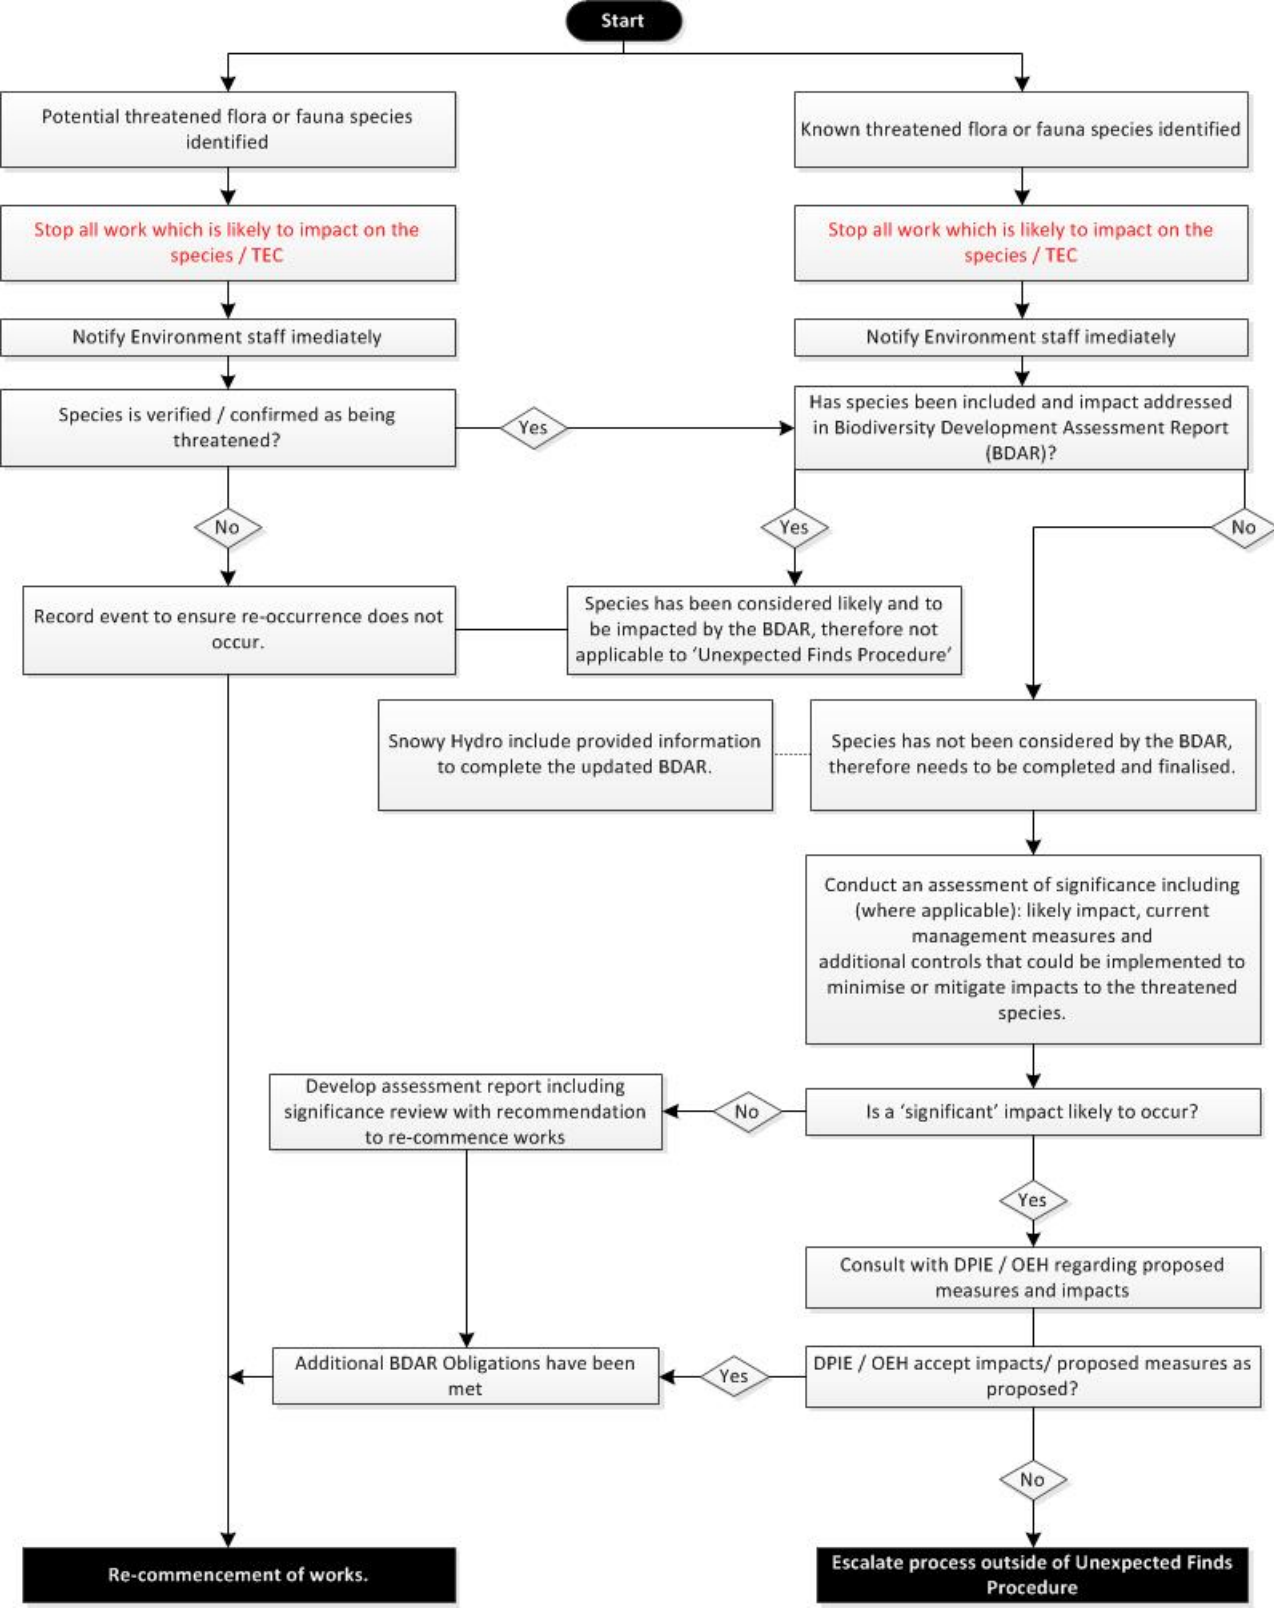 Start
Potential threatened flora or fauna species
identified
Known threatened flora or fauna species identified
Stop all work which is likely to impact on the
species / TEC
Stop all work which is likely to impact on the
species / TEC
Notify Environment staff imediately
Notify Environment staff imediately
Species is verified / confirmed as being
threatened?
Yes
Has species been included and impact addressed
in Biodiversity Development Assessment Report
(BDAR)?
No
Yes
No
Record event to ensure re-occurrence does not
occur.
Species has been considered likely and to
be impacted by the BDAR, therefore not
applicable to ‘Unexpected Finds Procedure’
Snowy Hydro include provided information
to complete the updated BDAR.
Species has not been considered by the BDAR,
therefore needs to be completed and finalised.
Conduct an assessment of significance including
(where applicable): likely impact, current
management measures and
additional controls that could be implemented to
minimise or mitigate impacts to the threatened
species.
Develop assessment report including
significance review with recommendation
to re-commence works
No
Is a ‘significant’ impact likely to occur?
Yes
Consult with DPIE / OEH regarding proposed
measures and impacts
Additional BDAR Obligations have been
met
Yes
DPIE / OEH accept impacts/ proposed measures as
proposed?
No
Re-commencement of works.
Escalate process outside of Unexpected Finds
Procedure